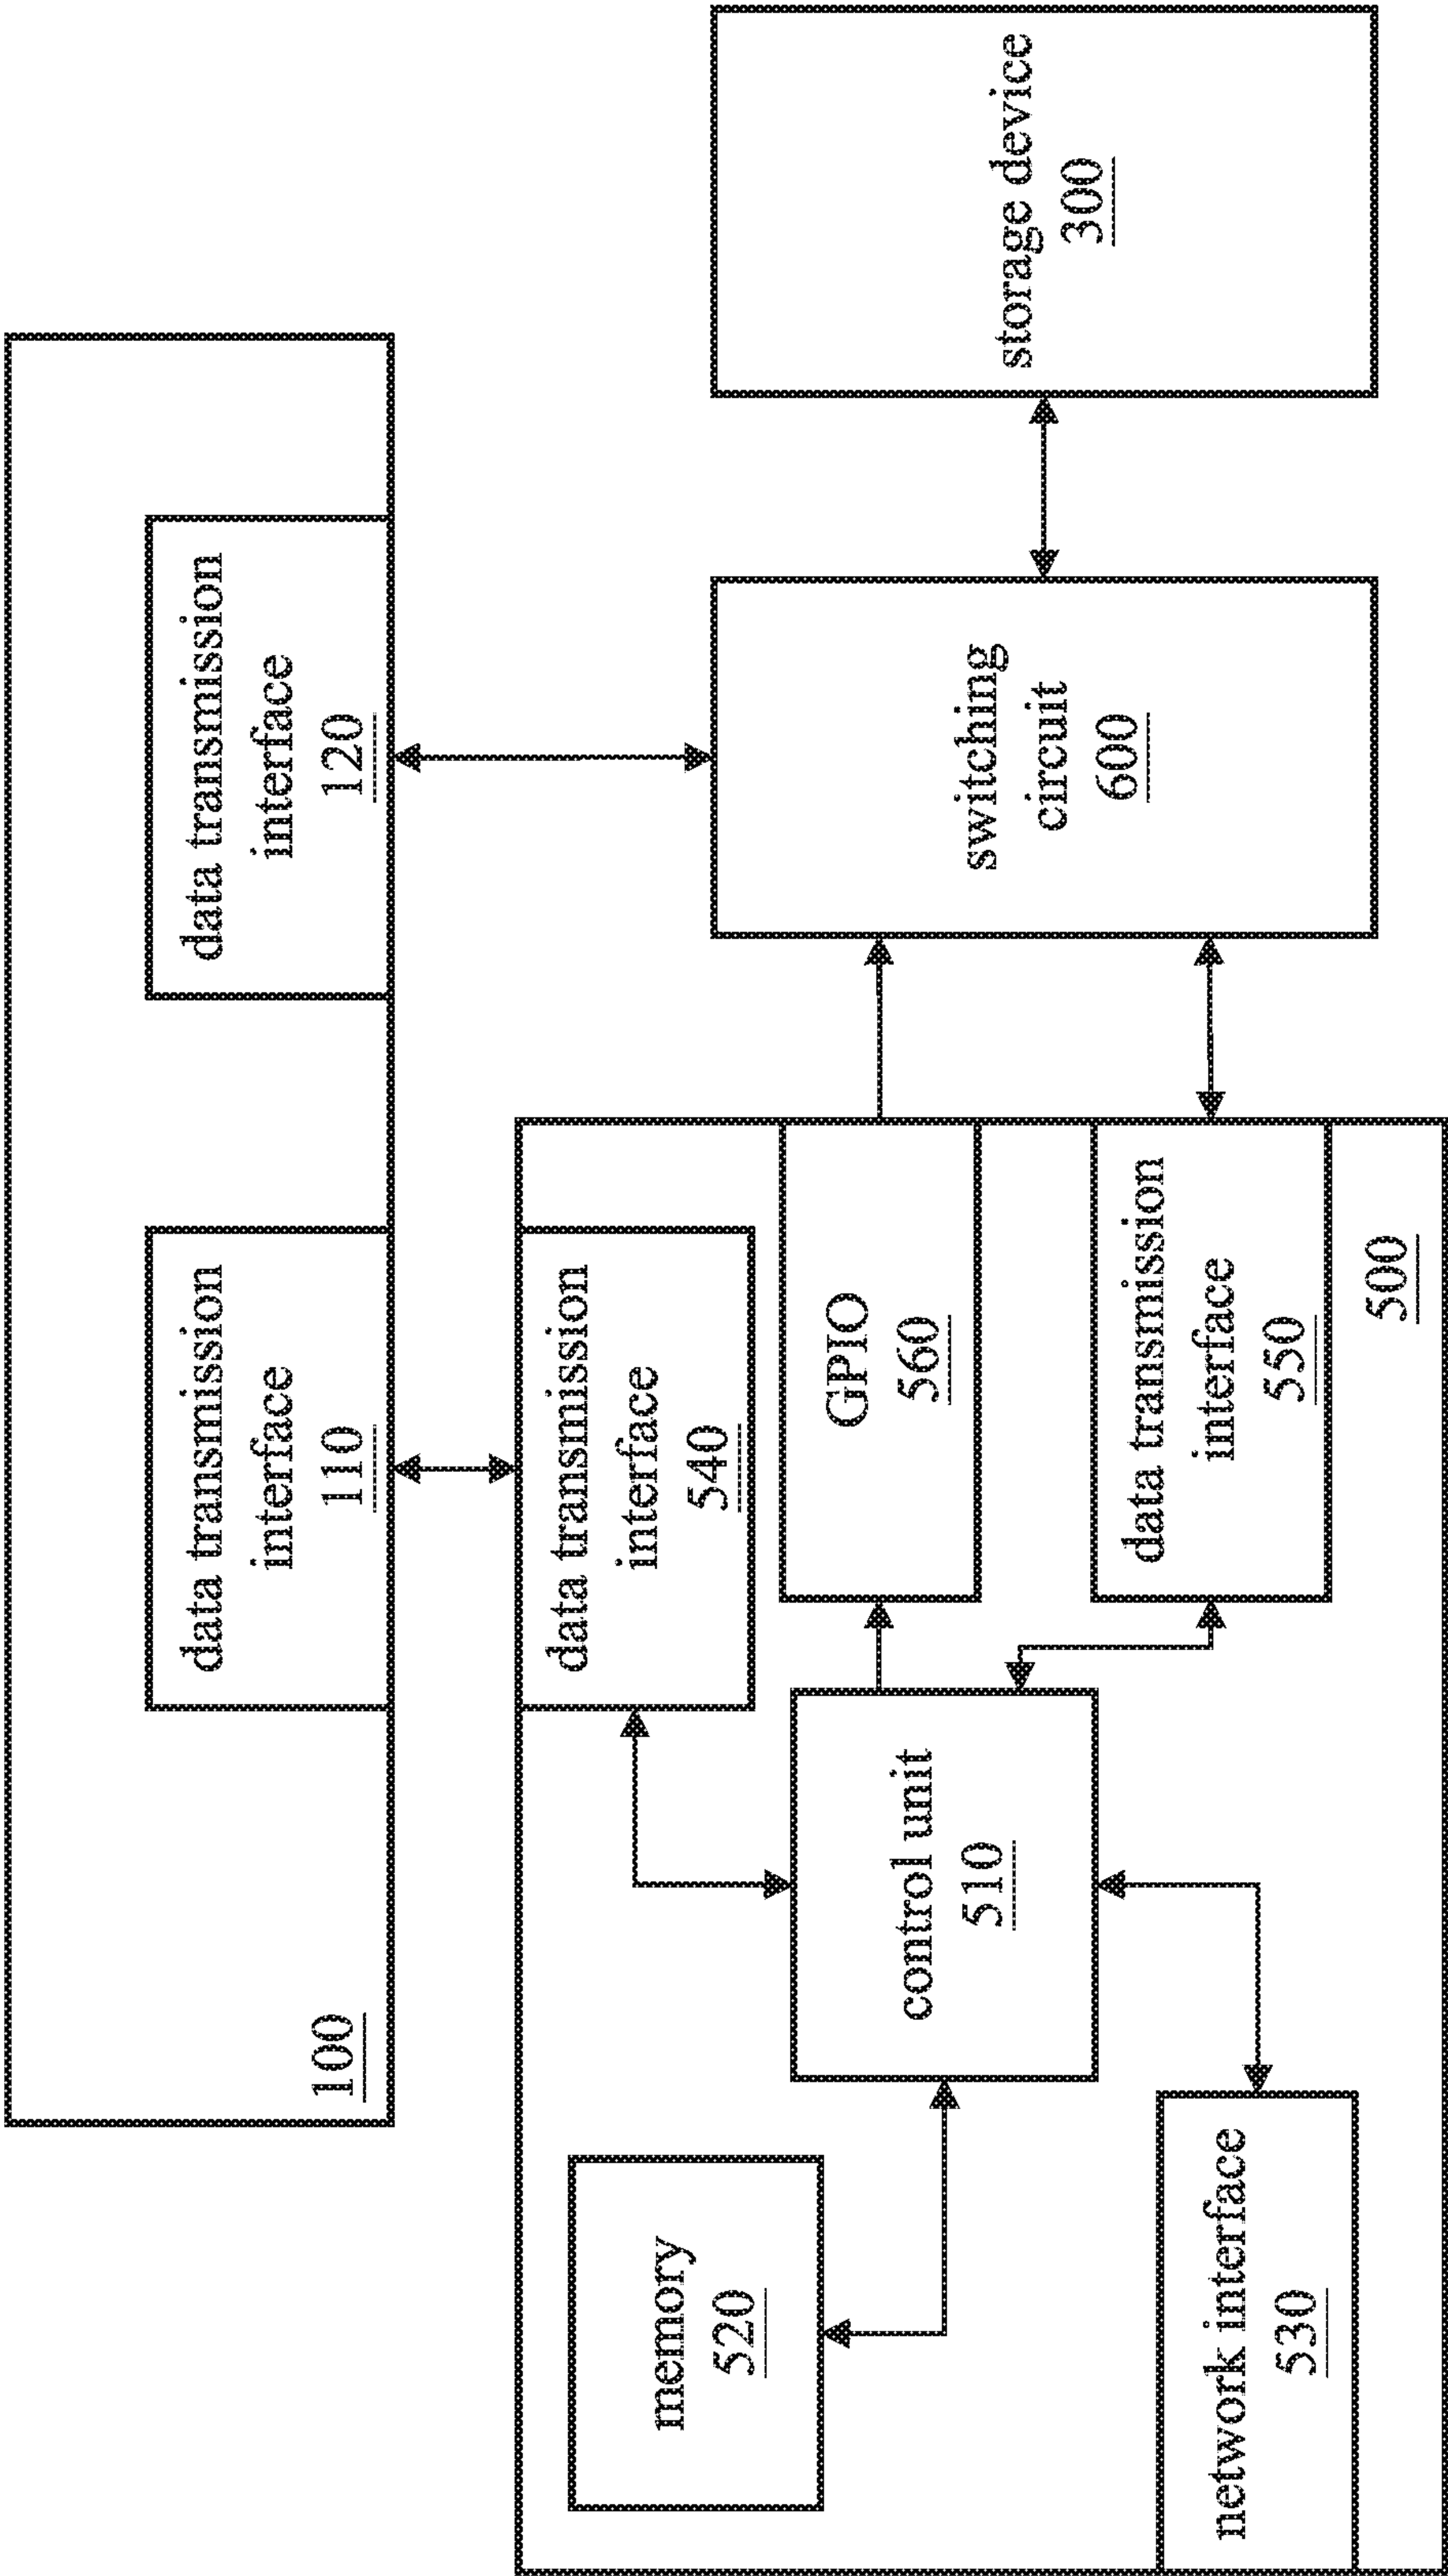 100
data transmission
interface
110
data transmission
interface
120
memory
520
network interface
530
control unit
510
data transmission
interface
540
GPIO
560
data transmission
interface
550
500
switching
circuit
600
storage device
300